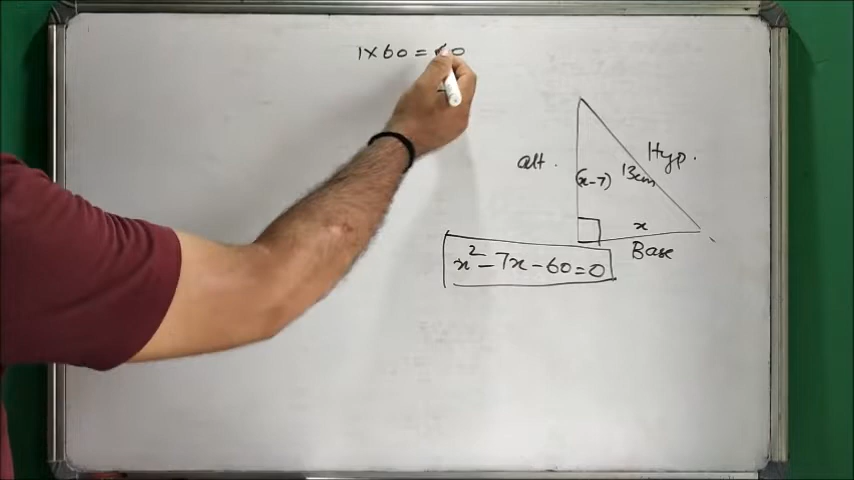 1×60=60
Hyp.
alt.
(x-7)
13cm
x
Base
x²-7x-60=0